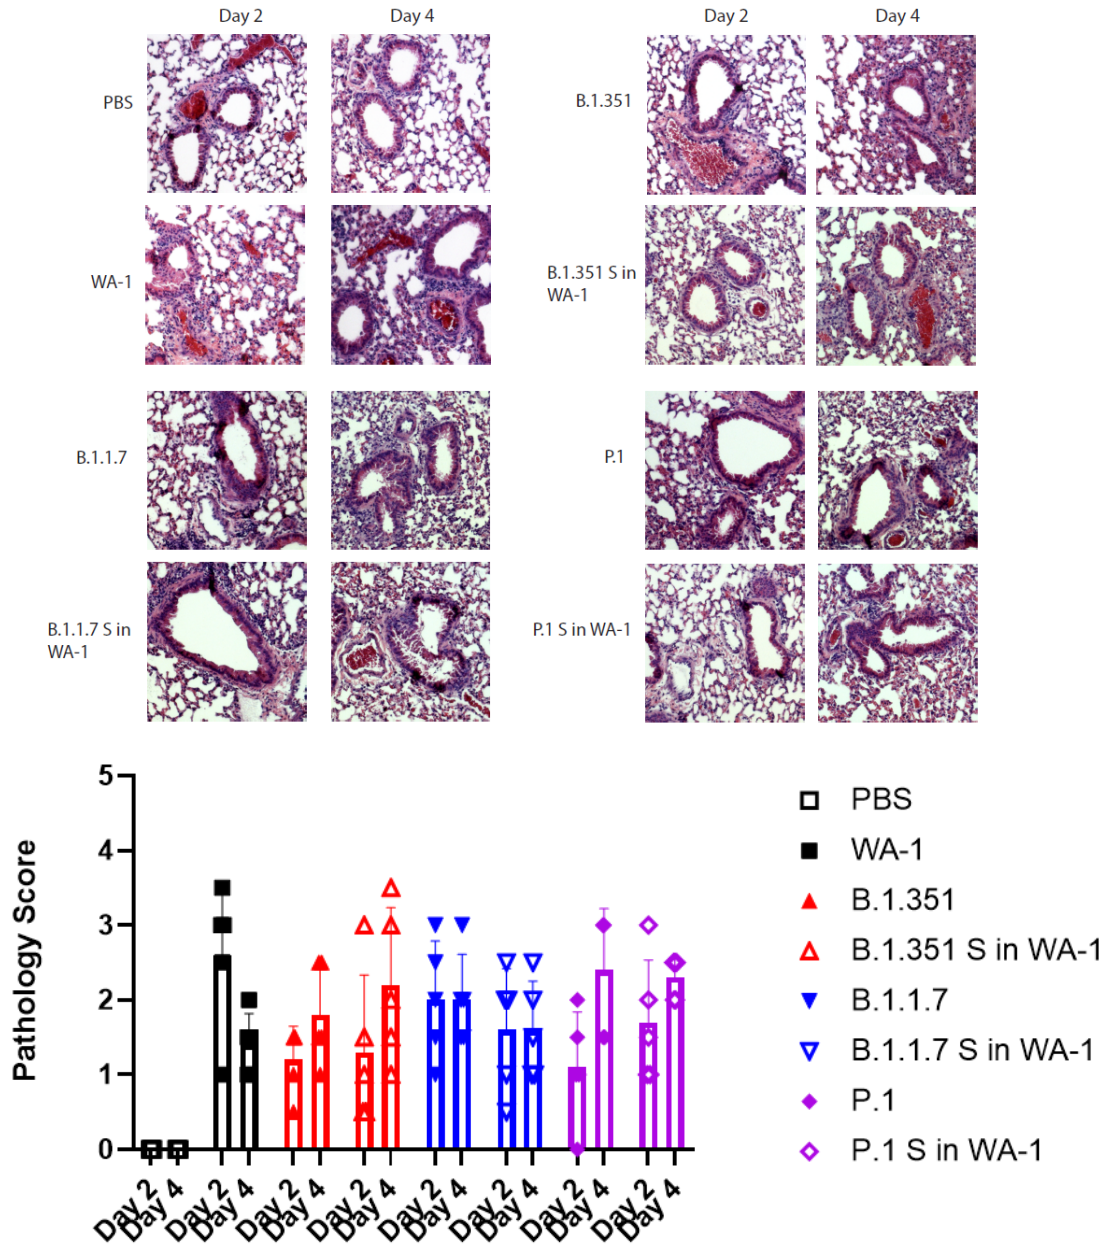 Day 2
Day 4
Day 2
Day 4
PBS
B.1.351
WA-1
B.1.351 S in
WA-1
B.1.1.7
P.1
B.1.1.7 S in
WA-1
P.1 S in WA-1
Pathology Score
5
4
3
2
1
0
Day 2
Day 4
Day 2
Day 4
Day 2
Day 4
Day 2
Day 4
Day 2
Day 4
Day 2
Day 4
Day 2
Day 4
Day 2
Day 4
PBS
WA-1
B.1.351
B.1.351 S in WA-1
B.1.1.7
B.1.1.7 S in WA-1
P.1
P.1 S in WA-1